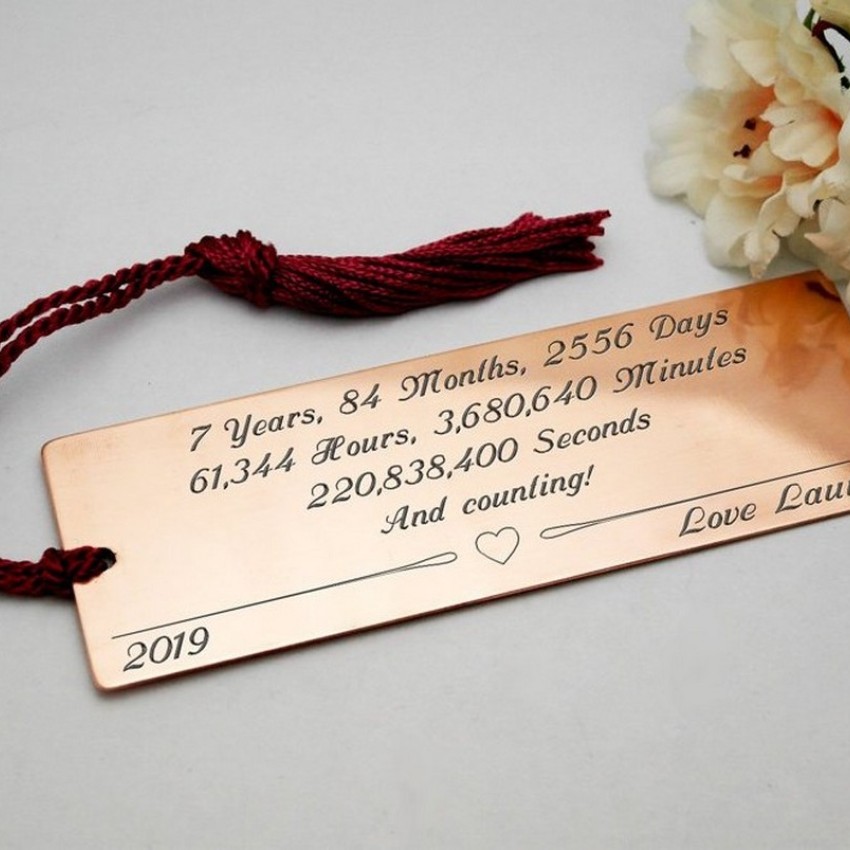 7 Years, 84 Months, 2556 Days
61,344 Hours, 3,680,640 Minutes
220,838,400 Seconds
And counting!
Love
2019